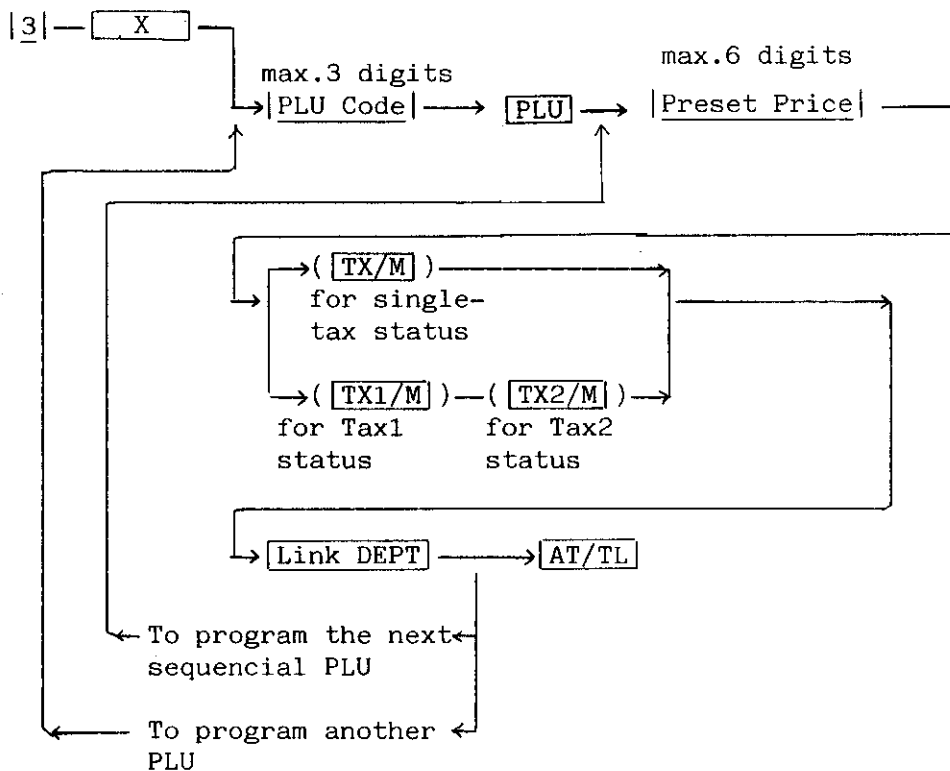 3 X
max.3 digits
max.6 digits
PLU Code PLU Preset Price
(TX/M)
for single-
tax status
(TX1/M)—(TX2/M)
for Tax1 for Tax2
status status
Link DEPT AT/TL
To program the next
sequencial PLU
To program another
PLU